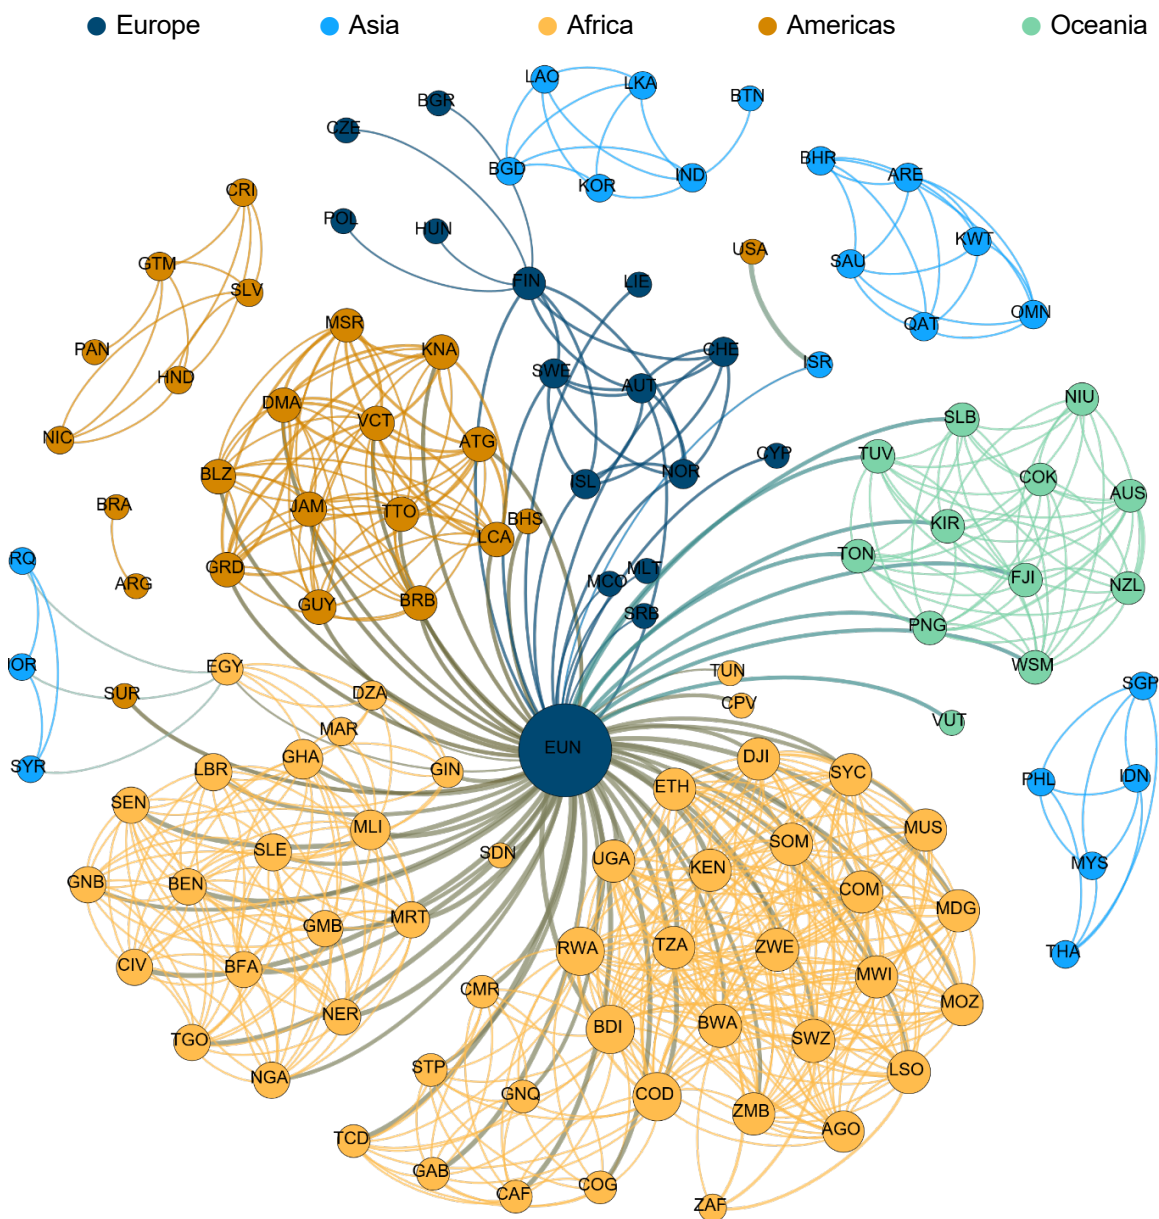 Europe Asia Africa Americas Oceania
LAO
LKA
BTN
BGR
CZE
BGD
KOR
IND
BHR
ARE
CRI
POL
HUN
USA
KWT
GTM
SAU
SLV
FIN
LIE
OMN
MSR
QAT
PAN
KNA
CHE
ISR
HND
SWE
AUT
DMA
VCT
NIU
NIC
ATG
SLB
CYP
TUV
BLZ
ISL
NOR
COK
AUS
BRA
JAM
TTO
BHS
KIR
LCA
RQ
TON
GRD
MLT
MCO
FJI
NZL
ARG
GUY
BRB
SRB
PNG
IOR
EGY
WSM
TUN
SGP
SUR
DZA
CPV
VUT
MAR
EUN
SYR
LBR
GHA
GIN
DJI
SYC
PHL
IDN
ETH
SEN
MLI
MUS
SLE
SDN
UGA
KEN
SOM
MYS
GNB
BEN
COM
MDG
GMB
MRT
THA
CIV
BFA
RWA
TZA
ZWE
MWI
CMR
MOZ
NER
BDI
BWA
SWZ
TGO
STP
LSO
NGA
GNQ
COD
ZMB
AGO
TCD
GAB
CAF
COG
ZAF